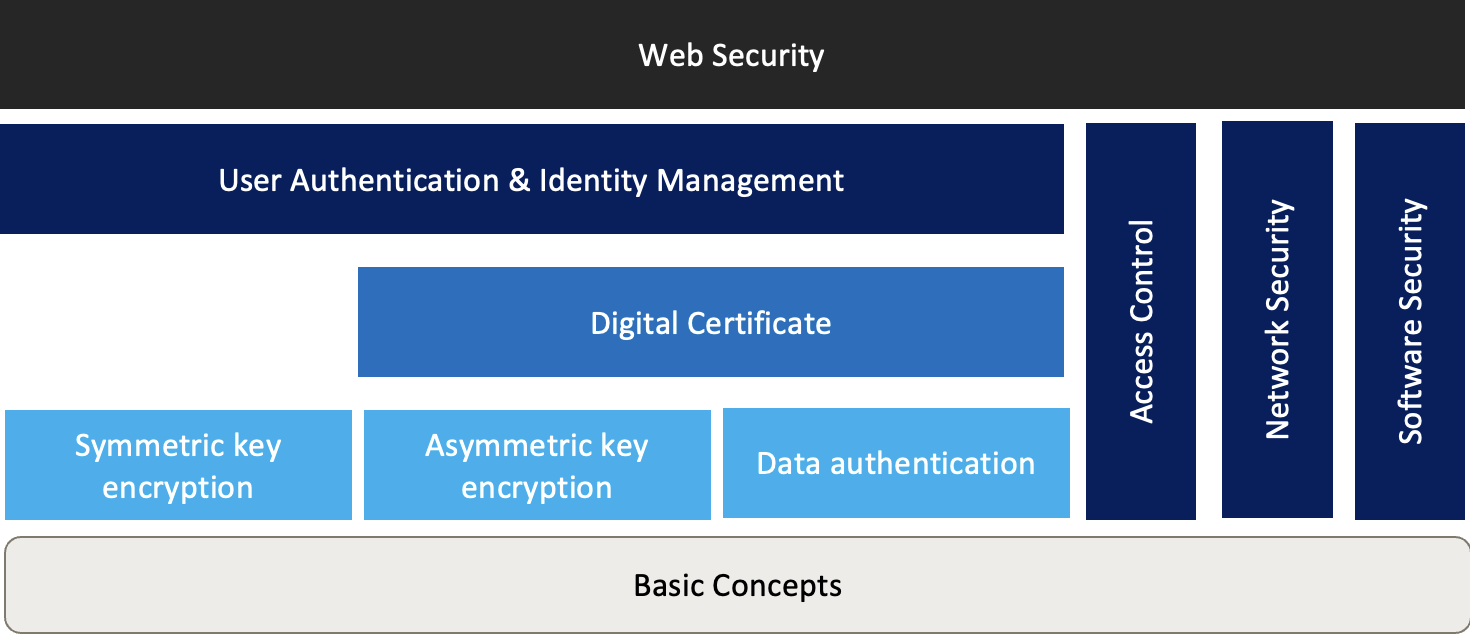 Web Security
User Authentication & Identity Management
Access Control
Network Security
Software Security
Digital Certificate
Symmetric key
encryption
Asymmetric key
encryption
Data authentication
Basic Concepts